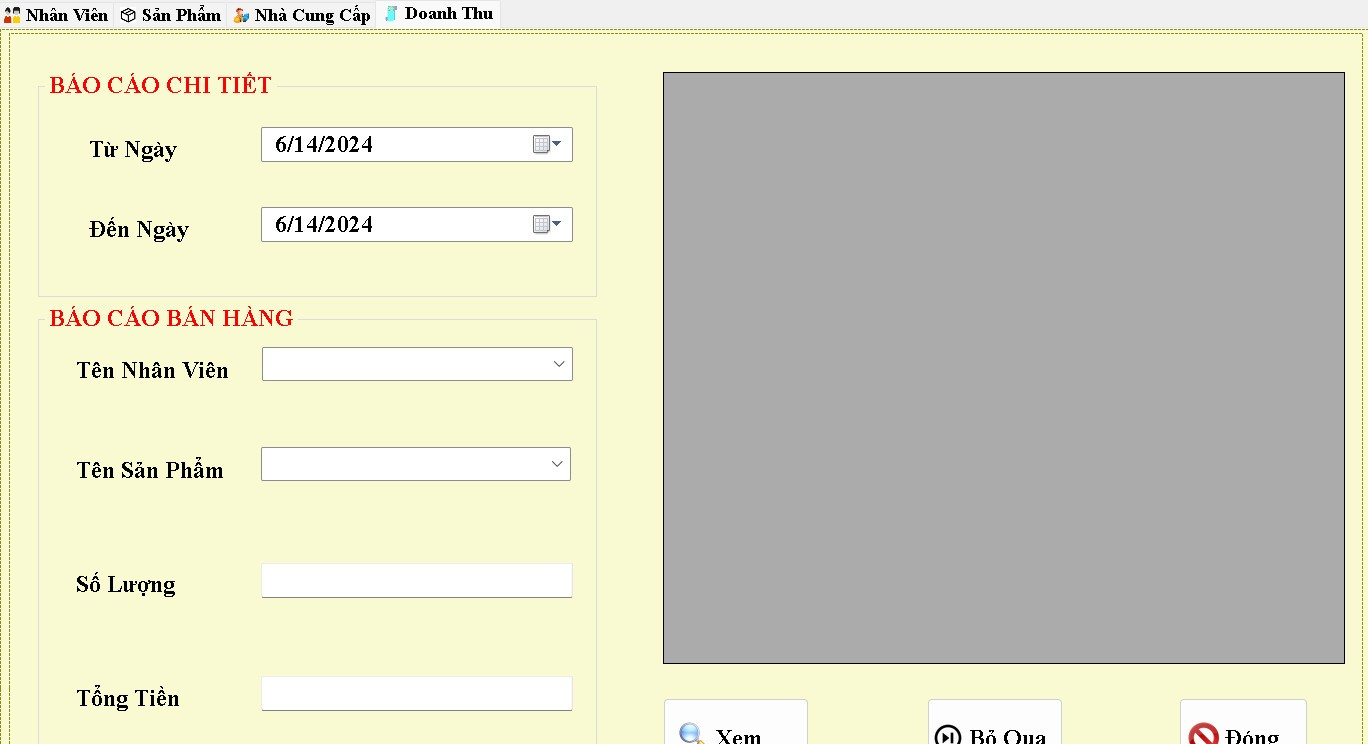 Nhân Viên Sản Phẩm Nhà Cung Cấp Doanh Thu
BÁO CÁO CHI TIẾT
Từ Ngày 6/14/2024
Đến Ngày 6/14/2024
BÁO CÁO BÁN HÀNG
Tên Nhân Viên
Tên Sản Phẩm
Số Lượng
Tổng Tiền
Xem Bỏ Qua Đóng